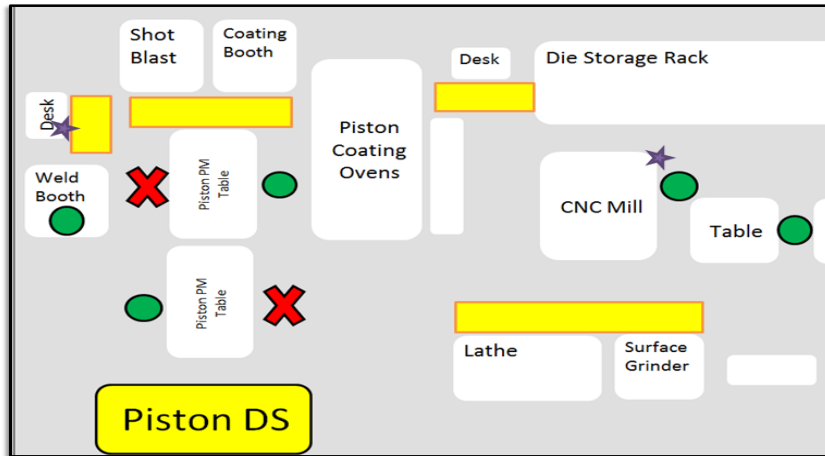 Shot
Blast
Coating
Booth
Desk
Die Storage Rack
Desk
Piston
Coating
Ovens
Piston PM
Table
Weld
Booth
CNC Mill
Table
Piston PM
Table
Lathe
Surface
Grinder
Piston DS